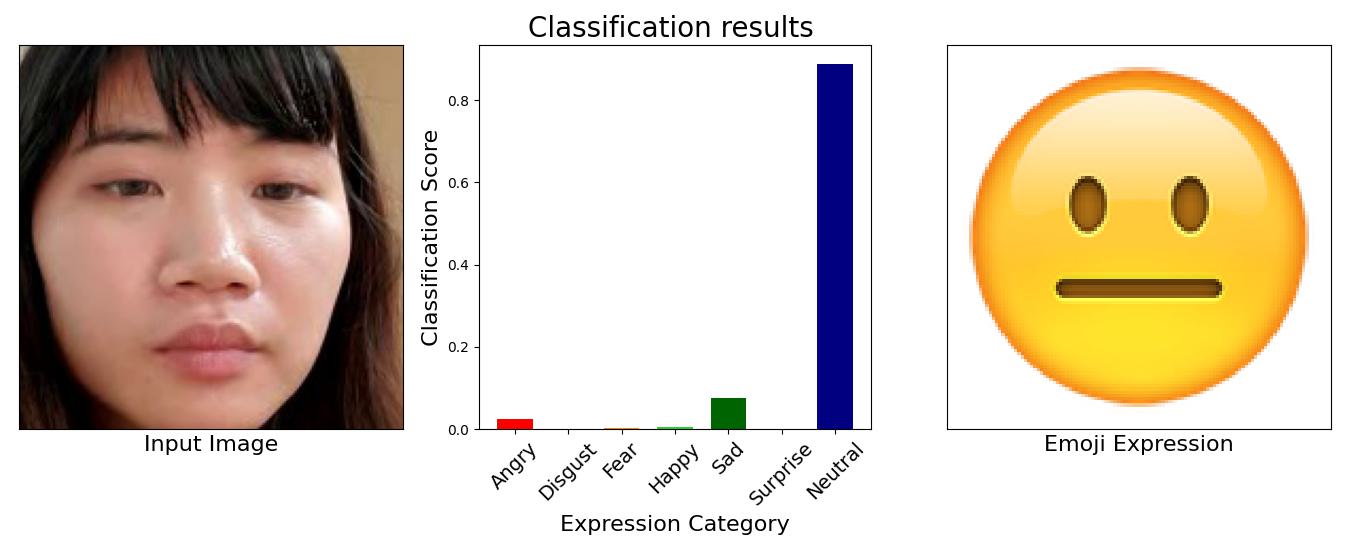 Classification results
Classification Score
0.8
0.6
0.4
0.2
0.0
Angry
Disgust
Fear
Happy
Sad
Surprise
Neutral
Expression Category
Input Image
Emoji Expression